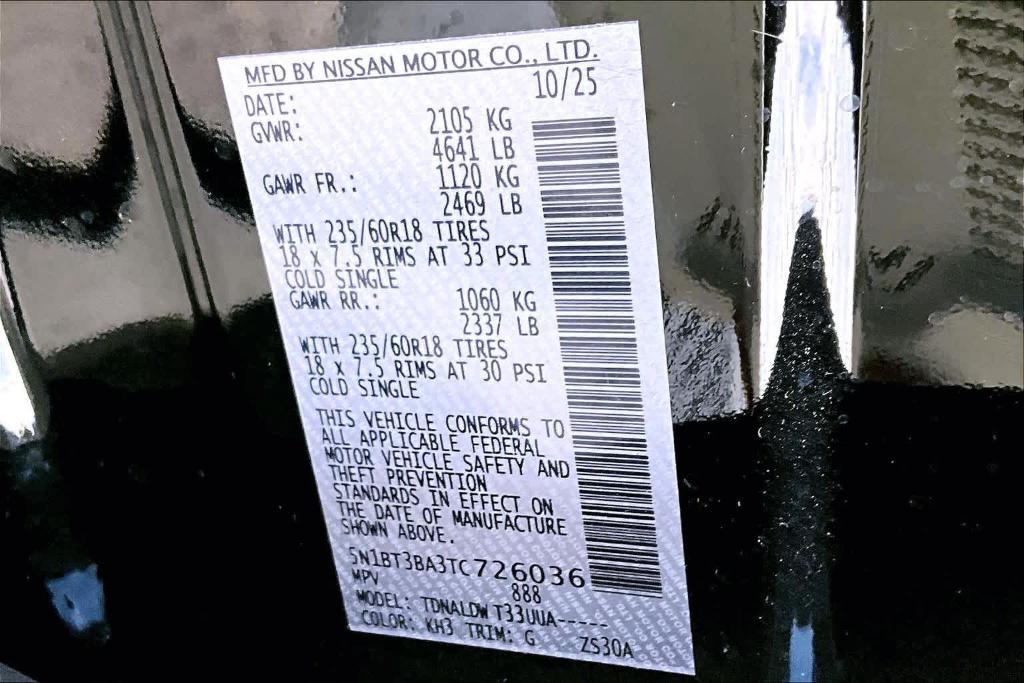 MFD BY NISSAN MOTOR CO., LTD.
DATE: 10/25
GVWR: 2105 KG
4641 LB
GAWR FR.: 1120 KG
2469 LB
WITH 235/60R18 TIRES
18 x 7.5 RIMS AT 33 PSI
COLD SINGLE
GAWR RR.: 1060 KG
2337 LB
WITH 235/60R18 TIRES
18 x 7.5 RIMS AT 30 PSI
COLD SINGLE
THIS VEHICLE CONFORMS TO
ALL APPLICABLE FEDERAL
MOTOR VEHICLE SAFETY AND
THEFT PREVENTION
STANDARDS IN EFFECT ON
THE DATE OF MANUFACTURE
SHOWN ABOVE.
5N1BT3BA3TC726036
MPV 888
MODEL: TDNALDW T33UUA-----
COLOR: KH3 TRIM: G ZS30A